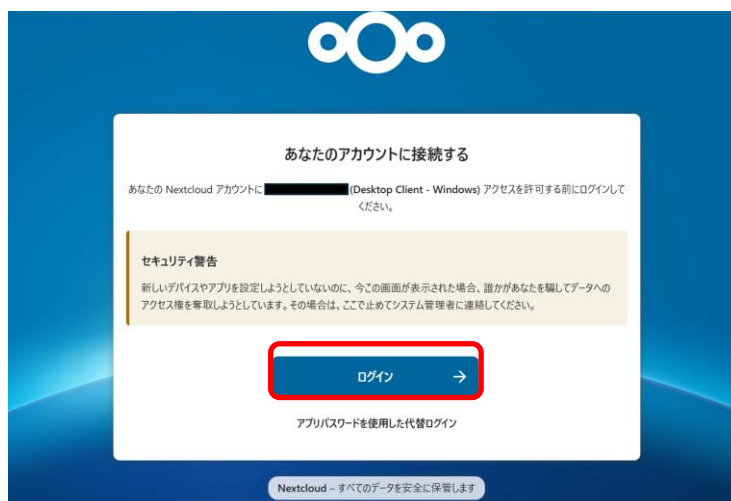 あなたのアカウントに接続する
あなたの Nextcloud アカウントに (Desktop Client - Windows) アクセスを許可する前にログインして
ください。
セキュリティ警告
新しいデバイスやアプリを設定しようとしていないのに、今この画面が表示された場合、誰かがあなたを騙してデータへの
アクセス権を奪取しようとしています。その場合は、ここで止めてシステム管理者に連絡してください。
ログイン →
アプリパスワードを使用した代替ログイン
Nextcloud – すべてのデータを安全に保管します